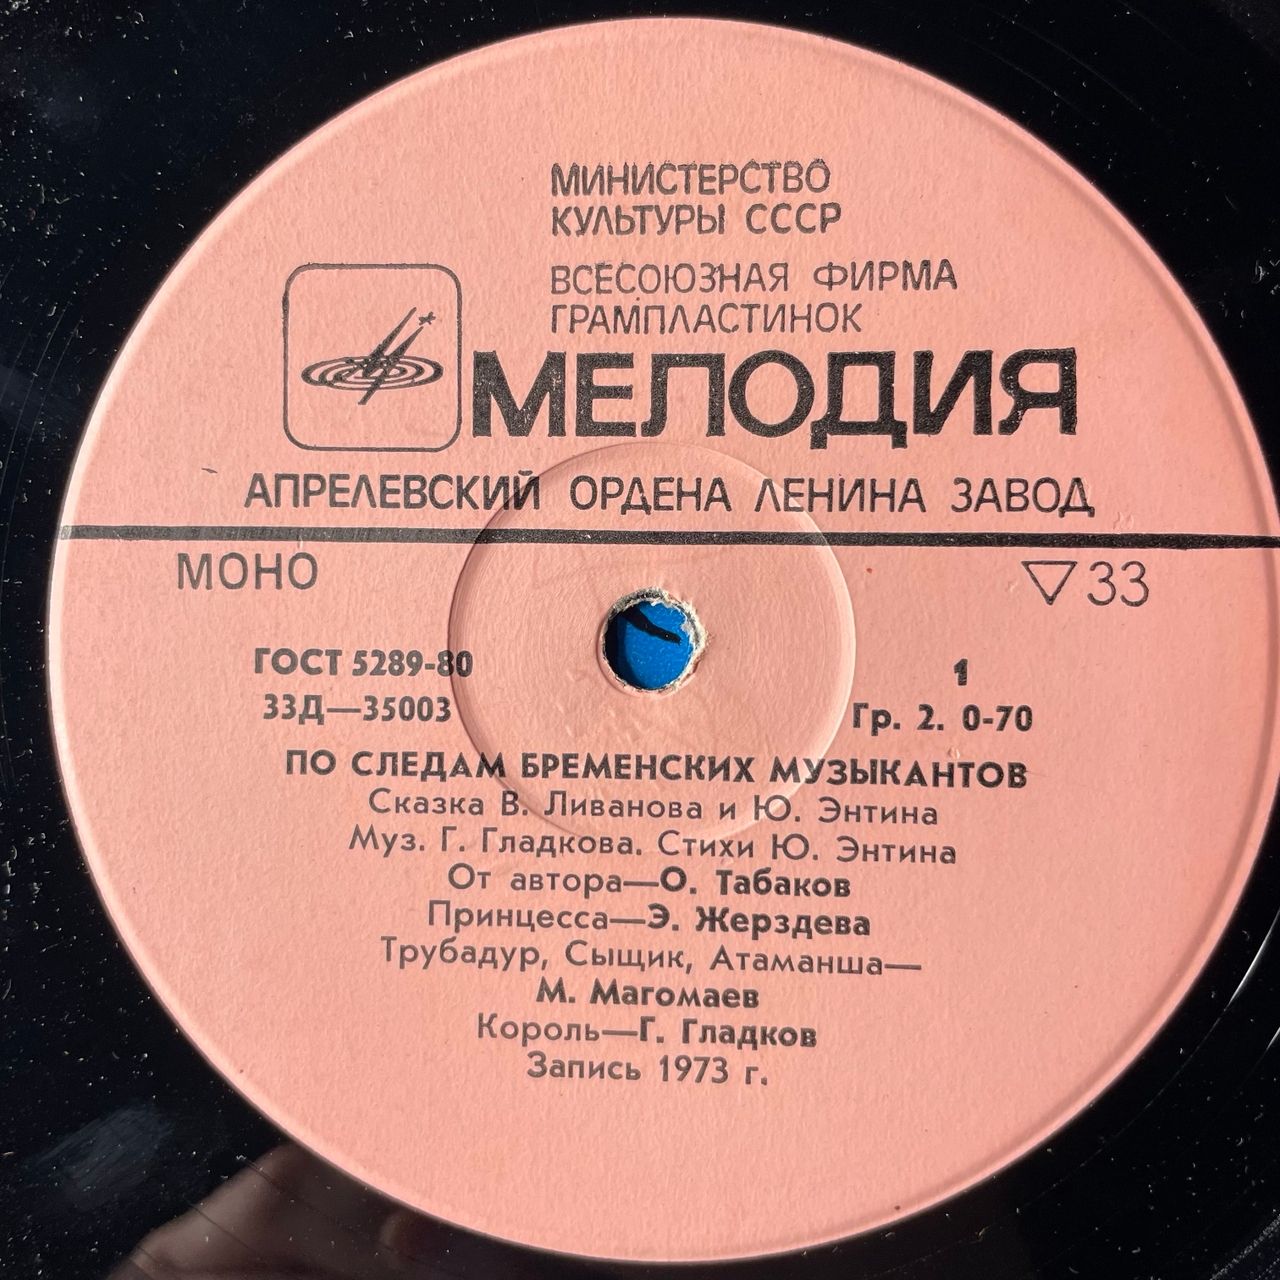 МИНИСТЕРСТВО
КУЛЬТУРЫ СССР
ВСЕСОЮЗНАЯ ФИРМА
ГРАМПЛАСТИНОК
МЕЛОДИЯ
АПРЕЛЕВСКИЙ ОРДЕНА ЛЕНИНА ЗАВОД
МОНО ▽ 33
ГОСТ 5289-80 1
33Д—35003 Гр. 2. 0-70
ПО СЛЕДАМ БРЕМЕНСКИХ МУЗЫКАНТОВ
Сказка В. Ливанова и Ю. Энтина
Муз. Г. Гладкова. Стихи Ю. Энтина
От автора—О. Табаков
Принцесса—Э. Жерздева
Трубадур, Сыщик, Атаманша—
М. Магомаев
Король—Г. Гладков
Запись 1973 г.